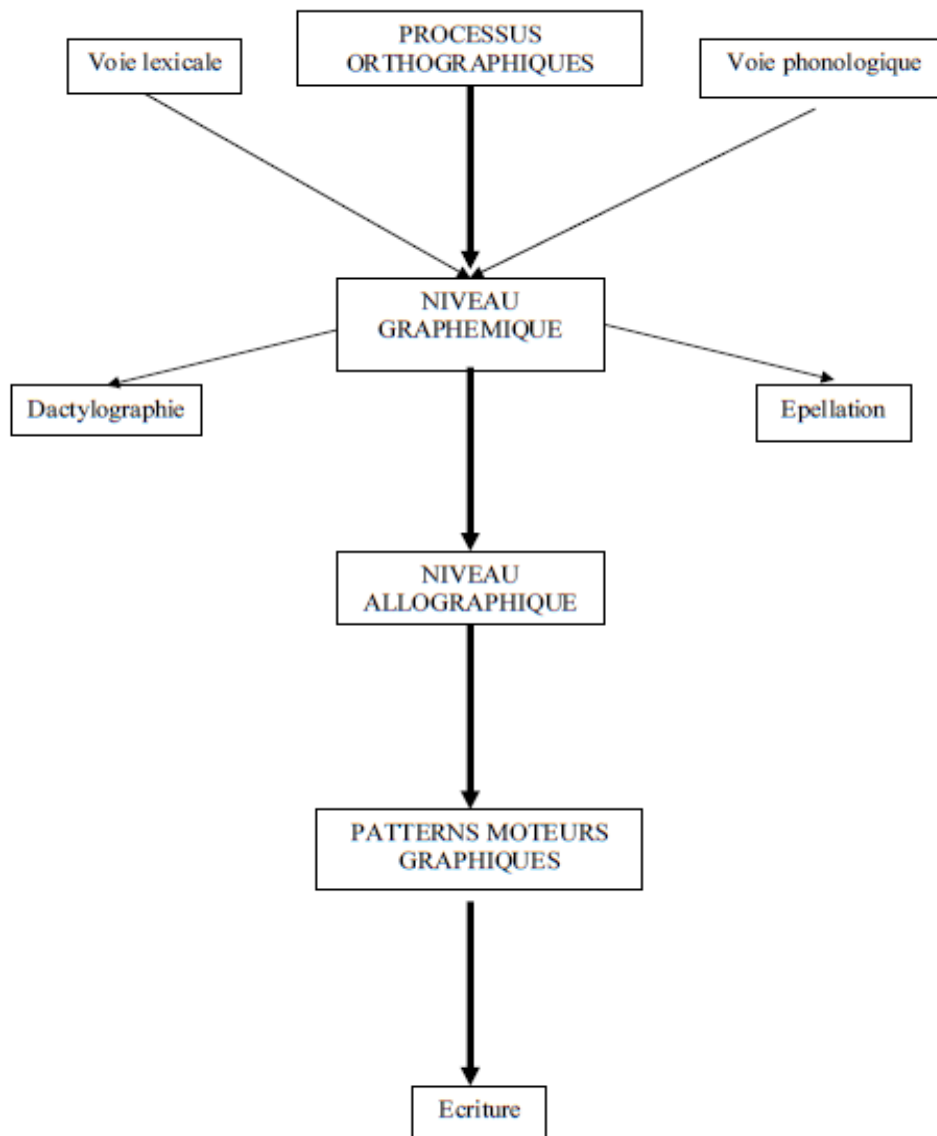 PROCESSUS
ORTHOGRAPHIQUES
Voie lexicale
Voie phonologique
NIVEAU
GRAPHEMIQUE
Dactylographie
Epellation
NIVEAU
ALLOGRAPHIQUE
PATTERNS MOTEURS
GRAPHIQUES
Ecriture